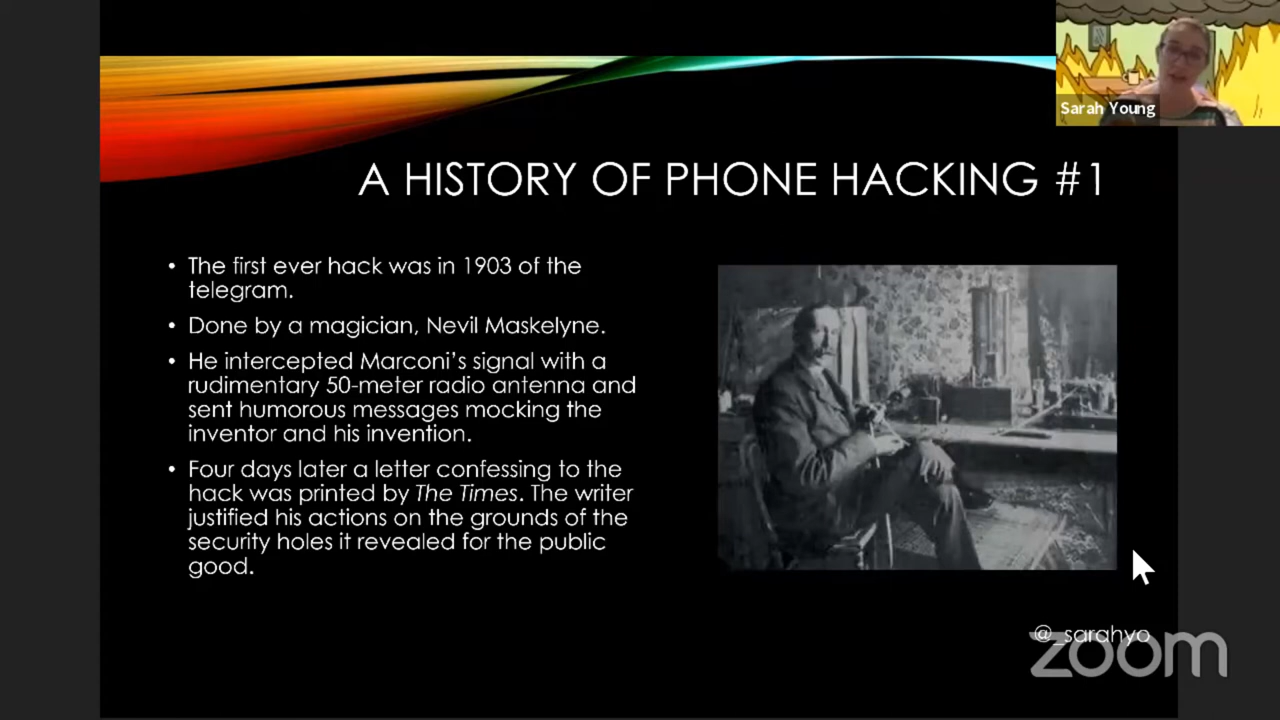 Sarah Young
A HISTORY OF PHONE HACKING #1
• The first ever hack was in 1903 of the
telegram.
• Done by a magician, Nevil Maskelyne.
• He intercepted Marconi's signal with a
rudimentary 50-meter radio antenna and
sent humorous messages mocking the
inventor and his invention.
• Four days later a letter confessing to the
hack was printed by The Times. The writer
justified his actions on the grounds of the
security holes it revealed for the public
good.
@_sarahyo
zoom